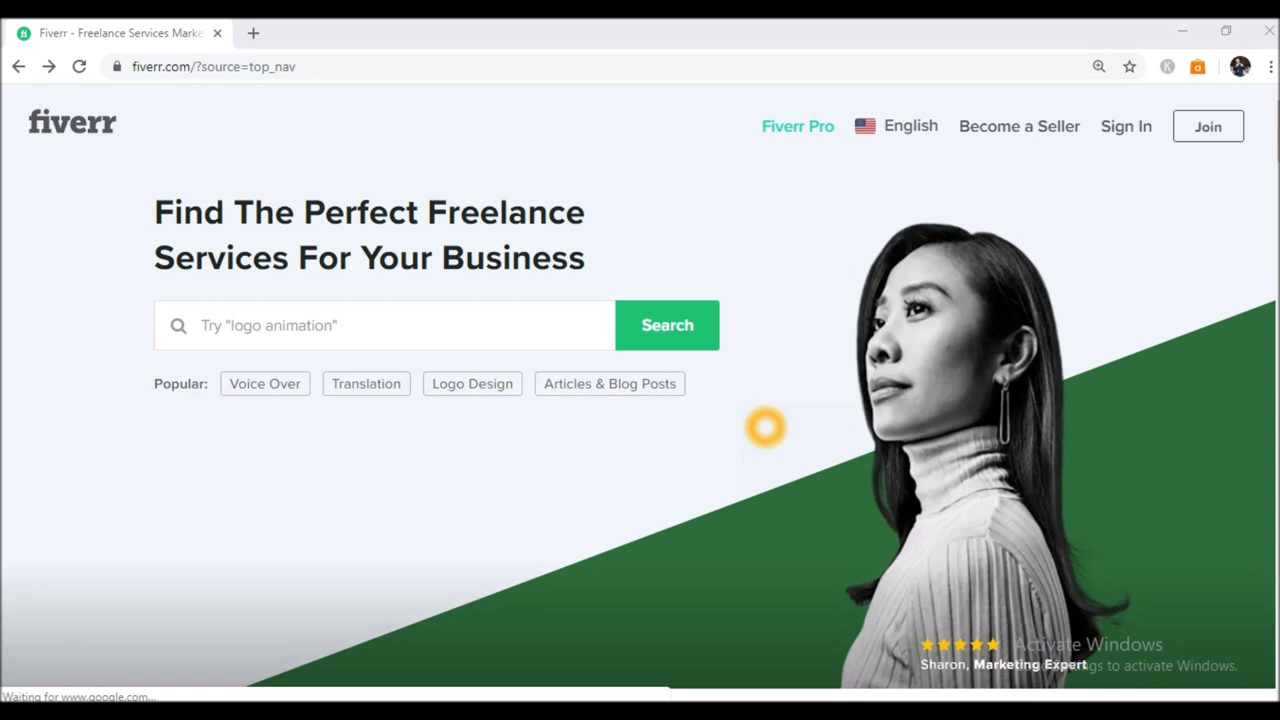 Fiverr - Freelance Services Marke
fiverr.com/?source=top_nav
fiverr
Fiverr Pro
English
Become a Seller
Sign In
Join
Find The Perfect Freelance
Services For Your Business
Try "logo animation"
Search
Popular:
Voice Over
Translation
Logo Design
Articles & Blog Posts
★★★★★ Activate Windows
Sharon, Marketing Expert to activate Windows.
Waiting for www.google.com...